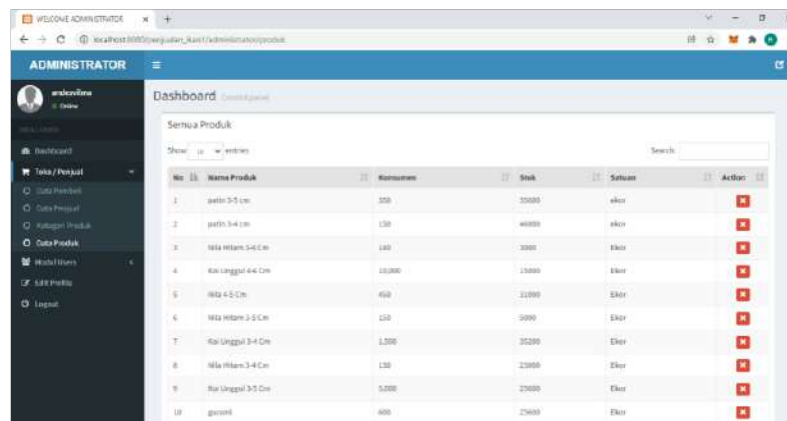 WELCOME ADMINISTRATOR
ADMINISTRATOR
Online
Dashboard
Semua Produk
Show 10 entries
Search:
Dashboard
Toko / Penjual
Data Pembeli
Data Penjual
Kategori Produk
Data Produk
Modul Users
Edit Profile
Logout
No Nama Produk Konsumen Stok Satuan Action
1 patin 3-5 cm 350 35000 ekor
2 patin 3-4 cm 150 ekor
3 Nila Hitam 5-6 Cm 3000 Ekor
4 Koi Unggul 4-6 Cm 10,000 15000 Ekor
5 Nila 4-5 Cm 450 31000 Ekor
6 Nila Hitam 3-5 Cm 150 5000 Ekor
7 Koi Unggul 3-4 Cm 1,500 35200 Ekor
8 Nila Hitam 3-4 Cm 130 23000 Ekor
9 Koi Unggul 3-5 Cm 5,000 25000 Ekor
10 gurami 600 25600 Ekor